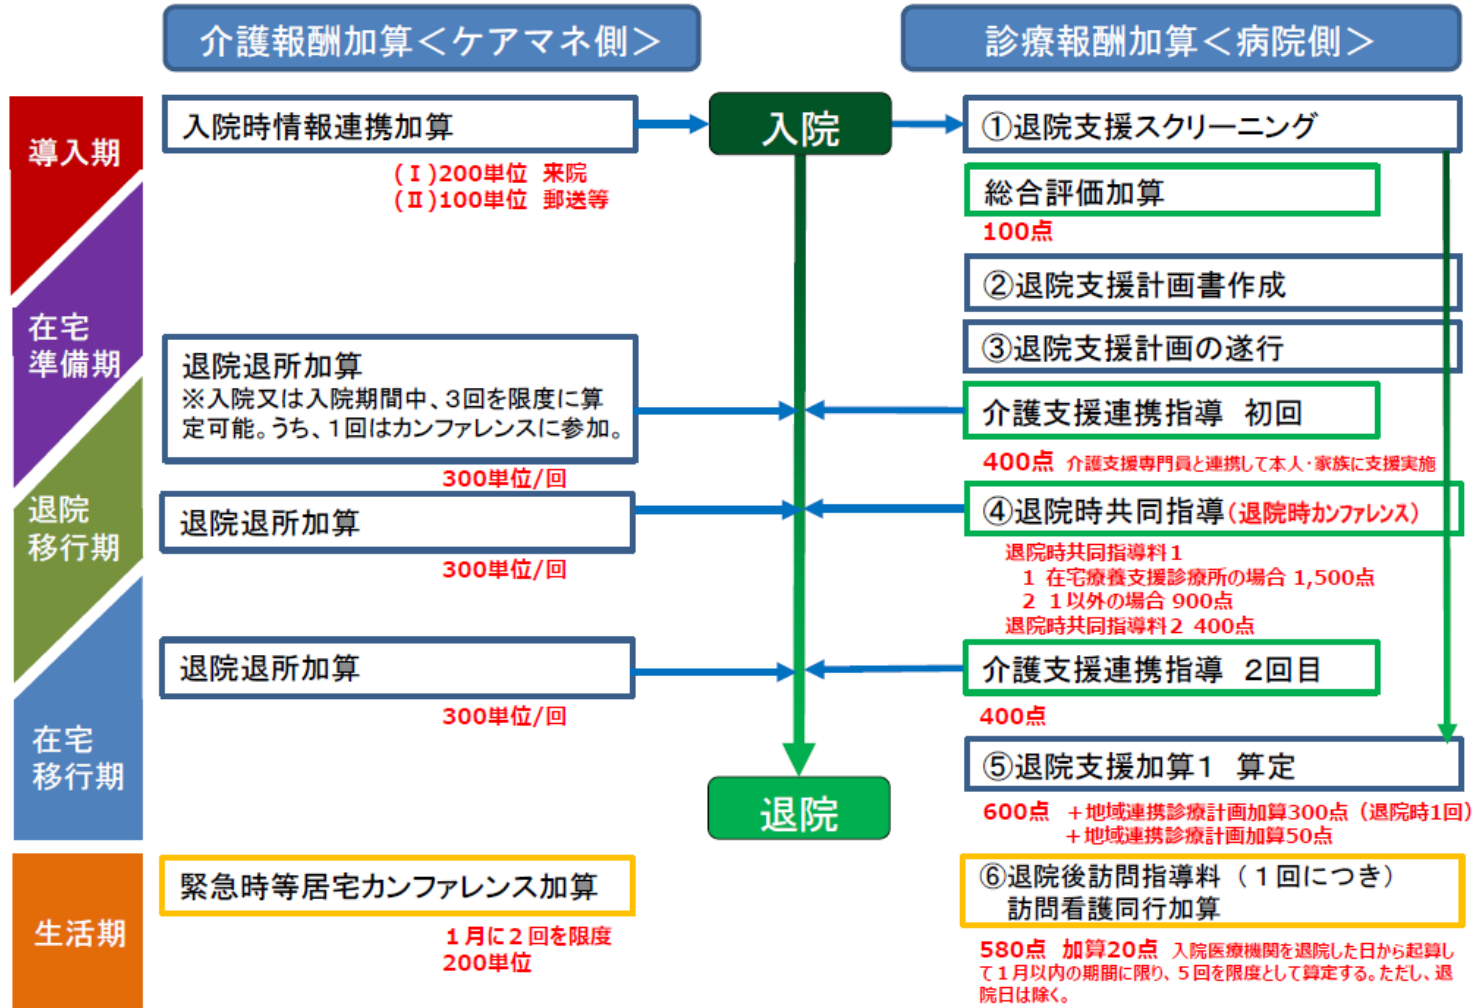 介護報酬加算＜ケアマネ側＞
診療報酬加算＜病院側＞
導入期
入院時情報連携加算
(Ⅰ)200単位 来院
(Ⅱ)100単位 郵送等
入院
①退院支援スクリーニング
総合評価加算
100点
②退院支援計画書作成
在宅
準備期
③退院支援計画の遂行
退院退所加算
※入院又は入院期間中、3回を限度に算
定可能。うち、1回はカンファレンスに参加。
300単位/回
介護支援連携指導 初回
400点 介護支援専門員と連携して本人・家族に支援実施
退院
移行期
退院退所加算
300単位/回
④退院時共同指導(退院時カンファレンス)
退院時共同指導料1
1 在宅療養支援診療所の場合 1,500点
2 1以外の場合 900点
退院時共同指導料2 400点
退院退所加算
300単位/回
介護支援連携指導 2回目
400点
在宅
移行期
退院
⑤退院支援加算1 算定
600点 +地域連携診療計画加算300点（退院時1回）
+地域連携診療計画加算50点
生活期
緊急時等居宅カンファレンス加算
1月に2回を限度
200単位
⑥退院後訪問指導料（1回につき）
訪問看護同行加算
580点 加算20点 入院医療機関を退院した日から起算し
て1月以内の期間に限り、5回を限度として算定する。ただし、退
院日は除く。